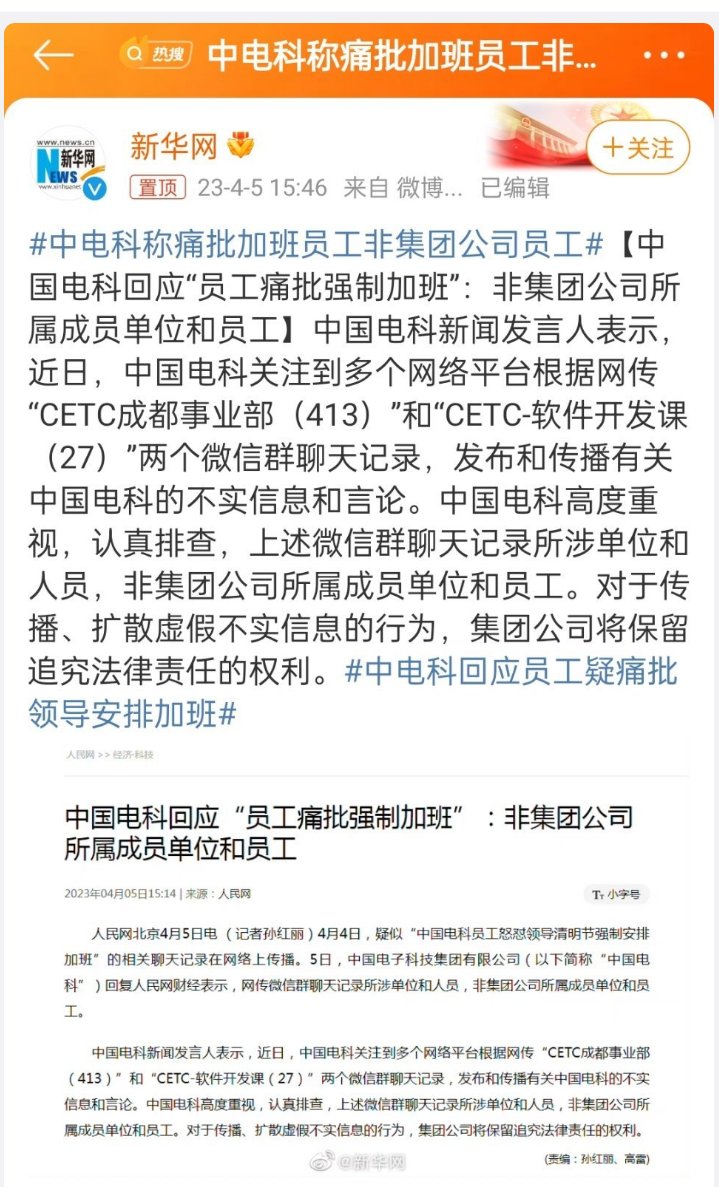 热搜 中电科称痛批加班员工非...
www.news.cn
新华网
NEWS
www.xinhuanet
新华网
+关注
置顶 23-4-5 15:46 来自 微博... 已编辑
#中电科称痛批加班员工非集团公司员工#【中
国电科回应“员工痛批强制加班”：非集团公司所
属成员单位和员工】中国电科新闻发言人表示，
近日，中国电科关注到多个网络平台根据网传
“CETC成都事业部（413）”和“CETC-软件开发课
（27）”两个微信群聊天记录，发布和传播有关
中国电科的不实信息和言论。中国电科高度重
视，认真排查，上述微信群聊天记录所涉单位和
人员，非集团公司所属成员单位和员工。对于传
播、扩散虚假不实信息的行为，集团公司将保留
追究法律责任的权利。#中电科回应员工疑痛批
领导安排加班#
人民网 >> 经济·科技
中国电科回应“员工痛批强制加班”：非集团公司
所属成员单位和员工
2023年04月05日15:14 | 来源：人民网
TT 小字号
人民网北京4月5日电 （记者孙红丽）4月4日，疑似“中国电科员工怒怼领导清明节强制安排
加班”的相关聊天记录在网络上传播。5日，中国电子科技集团有限公司（以下简称“中国电
科”）回复人民网财经表示，网传微信群聊天记录所涉单位和人员，非集团公司所属成员单位和员
工。
中国电科新闻发言人表示，近日，中国电科关注到多个网络平台根据网传“CETC成都事业部
（413）”和“CETC-软件开发课（27）”两个微信群聊天记录，发布和传播有关中国电科的不实
信息和言论。中国电科高度重视，认真排查，上述微信群聊天记录所涉单位和人员，非集团公司所
属成员单位和员工。对于传播、扩散虚假不实信息的行为，集团公司将保留追究法律责任的权利。
(责编：孙红丽、高雷)
@新华网